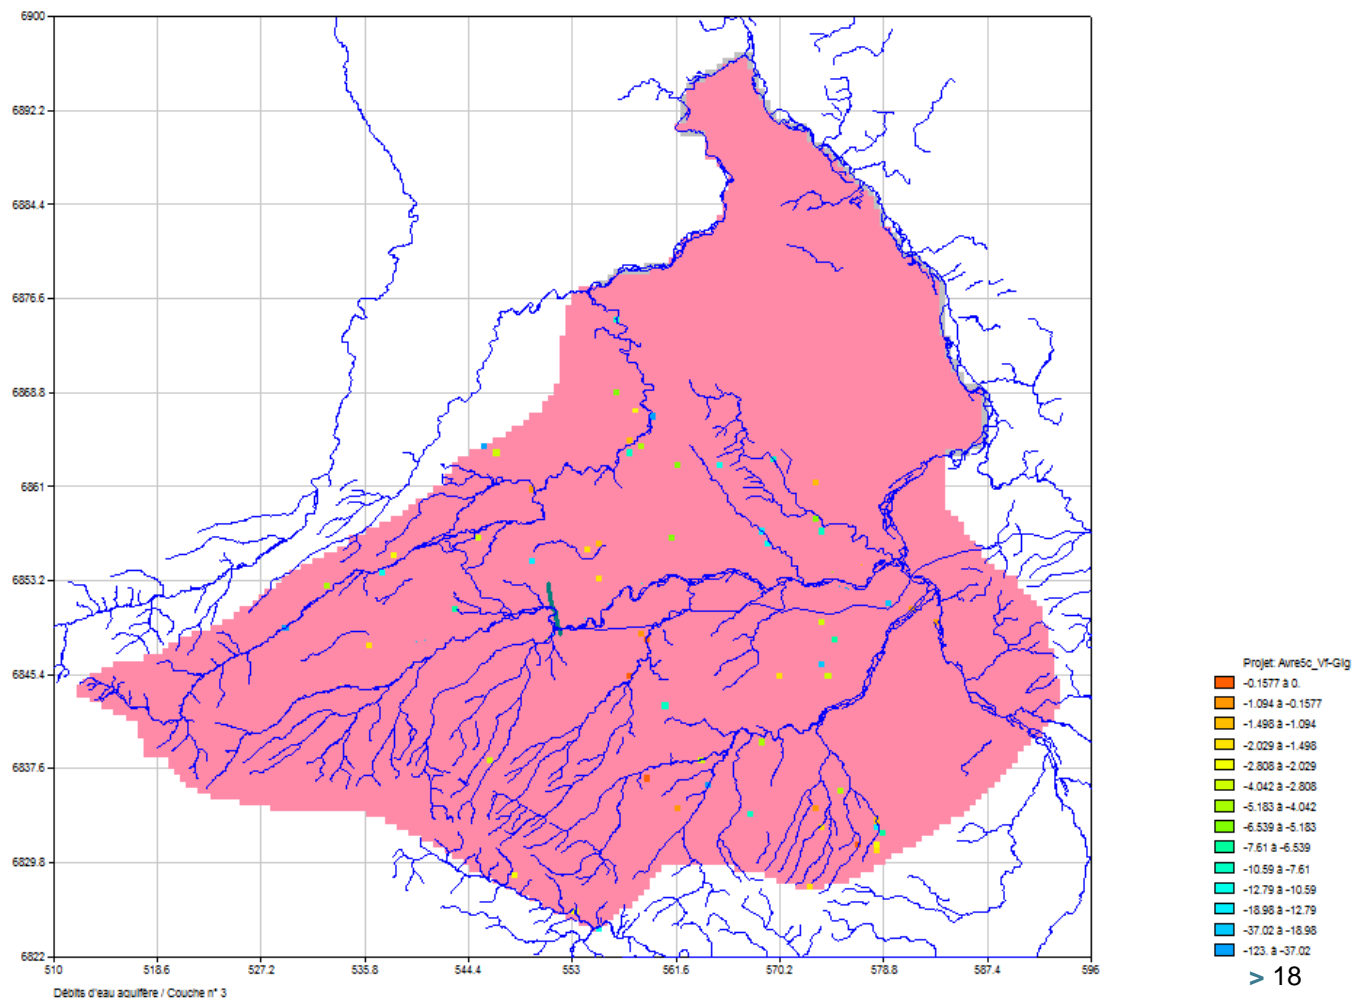 6900
6892.2
6884.4
6876.6
6868.8
6861
6853.2
6845.4
6837.6
6829.8
6822
510
518.6
527.2
535.8
544.4
553
561.6
570.2
578.8
587.4
596
Débits d'eau aquifère / Couche n° 3
Projet: Avre5c_Vf-Glg
-0.1577 à 0.
-1.094 à -0.1577
-1.498 à -1.094
-2.029 à -1.498
-2.808 à -2.029
-4.042 à -2.808
-5.183 à -4.042
-6.539 à -5.183
-7.61 à -6.539
-10.59 à -7.61
-12.79 à -10.59
-18.98 à -12.79
-37.02 à -18.98
-123. à -37.02
> 18